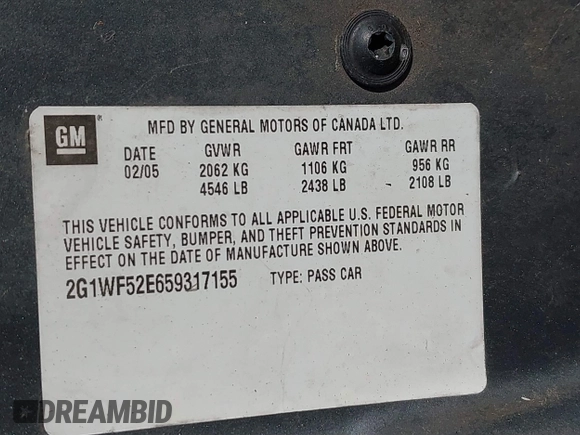 GM
®
MFD BY GENERAL MOTORS OF CANADA LTD.
DATE GVWR GAWR FRT GAWR RR
02/05 2062 KG 1106 KG 956 KG
4546 LB 2438 LB 2108 LB
THIS VEHICLE CONFORMS TO ALL APPLICABLE U.S. FEDERAL MOTOR
VEHICLE SAFETY, BUMPER, AND THEFT PREVENTION STANDARDS IN
EFFECT ON THE DATE OF MANUFACTURE SHOWN ABOVE.
2G1WF52E659317155 TYPE: PASS CAR
DREAMBID